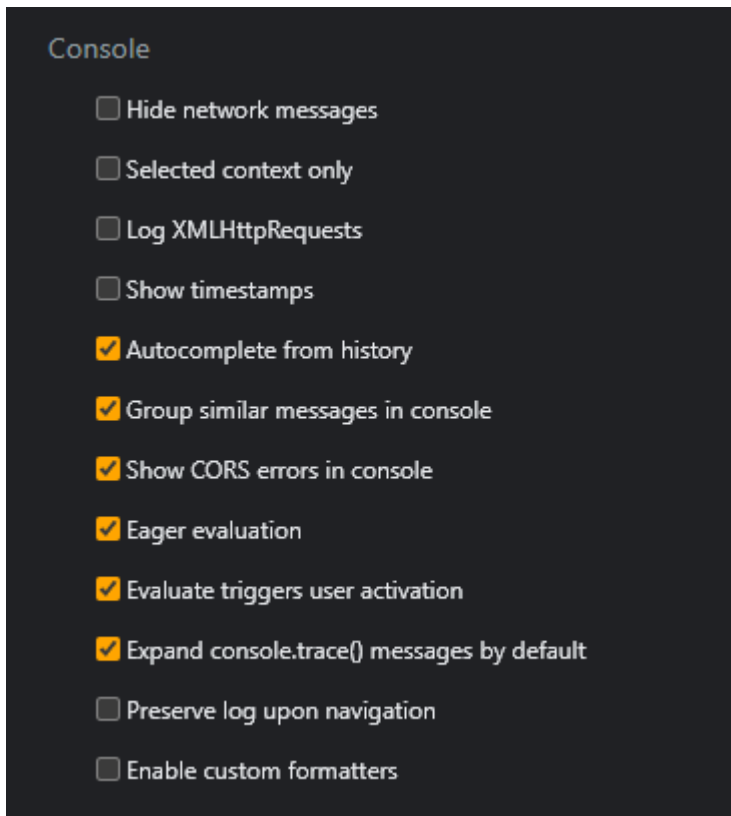 Console
Hide network messages
Selected context only
Log XMLHttpRequests
Show timestamps
Autocomplete from history
Group similar messages in console
Show CORS errors in console
Eager evaluation
Evaluate triggers user activation
Expand console.trace() messages by default
Preserve log upon navigation
Enable custom formatters